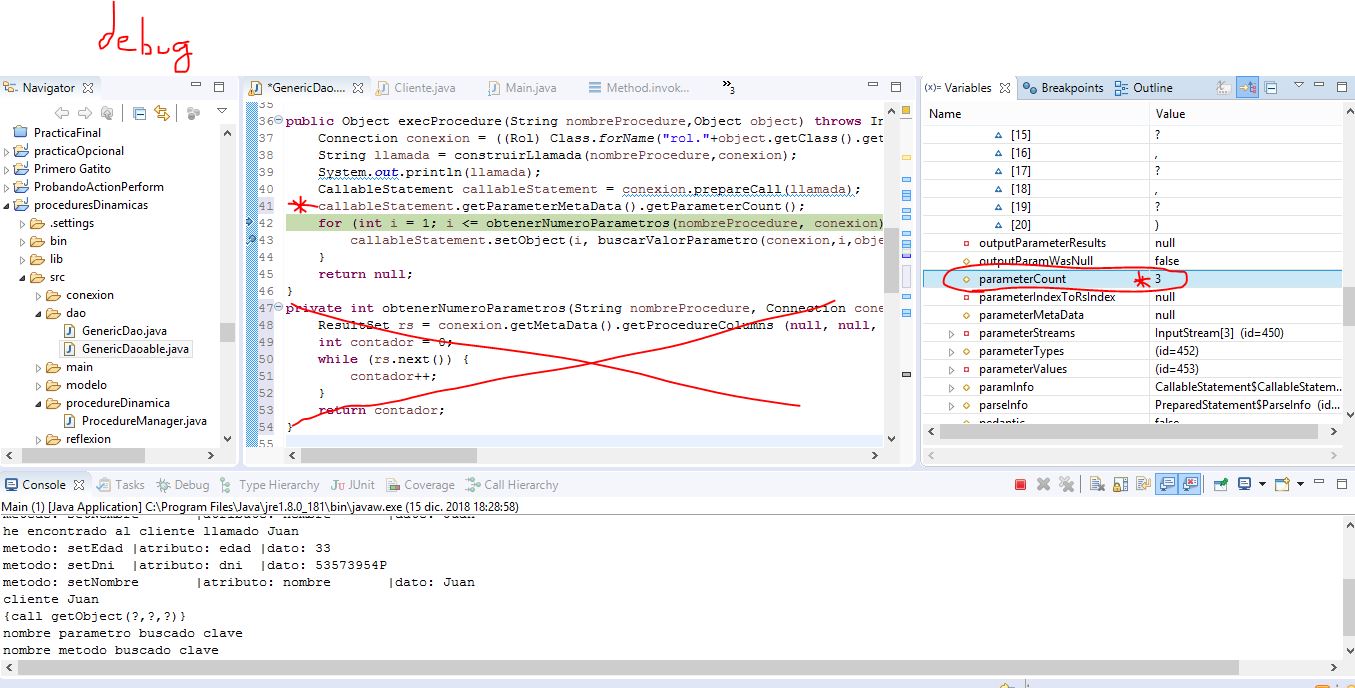 debug
Navigator
*GenericDao....
Cliente.java
Main.java
Method.invok...
»3
(x)= Variables
Breakpoints
Outline
PracticaFinal
practicaOpcional
Primero Gatito
ProbandoActionPerform
proceduresDinamicas
.settings
bin
lib
src
conexion
dao
GenericDao.java
GenericDaoable.java
main
modelo
procedureDinamica
ProcedureManager.java
reflexion
35
36 public Object execProcedure(String nombreProcedure,Object object) throws In
37 Connection conexion = ((Rol) Class.forName("rol."+object.getClass().get
38 String llamada = construirLlamada(nombreProcedure,conexion);
39 System.out.println(llamada);
40 CallableStatement callableStatement = conexion.prepareCall(llamada);
41 callableStatement.getParameterMetaData().getParameterCount();
42 for (int i = 1; i <= obtenerNumeroParametros(nombreProcedure, conexion)
43 callableStatement.setObject(i, buscarValorParametro(conexion,i,obje
44 }
45 return null;
46 }
47 private int obtenerNumeroParametros(String nombreProcedure, Connection cone
48 ResultSet rs = conexion.getMetaData().getProcedureColumns (null, null,
49 int contador = 0;
50 while (rs.next()) {
51 contador++;
52 }
53 return contador;
54 }
55
Name Value
[15] ?
[16] ,
[17] ?
[18] ,
[19] ?
[20] )
outputParameterResults null
outputParamWasNull false
parameterCount * 3
parameterIndexToRsIndex null
parameterMetaData null
parameterStreams InputStream[3] (id=450)
parameterTypes (id=452)
parameterValues (id=453)
paramInfo CallableStatement$CallableStatem...
parseInfo PreparedStatement$ParseInfo (id...
pedantic false
Console
Tasks
Debug
Type Hierarchy
JUnit
Coverage
Call Hierarchy
Main (1) [Java Application] C:\Program Files\Java\jre1.8.0_181\bin\javaw.exe (15 dic. 2018 18:28:58)
metodo: setNombre |atributo: nombre |dato: Juan
he encontrado al cliente llamado Juan
metodo: setEdad |atributo: edad |dato: 33
metodo: setDni |atributo: dni |dato: 53573954P
metodo: setNombre |atributo: nombre |dato: Juan
cliente Juan
{call getObject(?,?,?)}
nombre parametro buscado clave
nombre metodo buscado clave